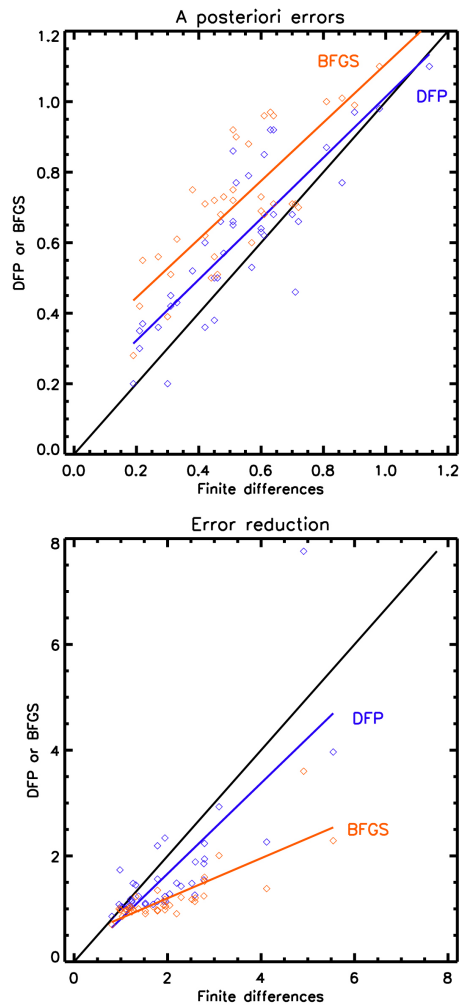 A posteriori errors
1.2
1.0
0.8
0.6
0.4
0.2
0.0
DFP or BFGS
BFGS
DFP
0.0 0.2 0.4 0.6 0.8 1.0 1.2
Finite differences
Error reduction
8
6
4
2
0
DFP or BFGS
DFP
BFGS
0 2 4 6 8
Finite differences